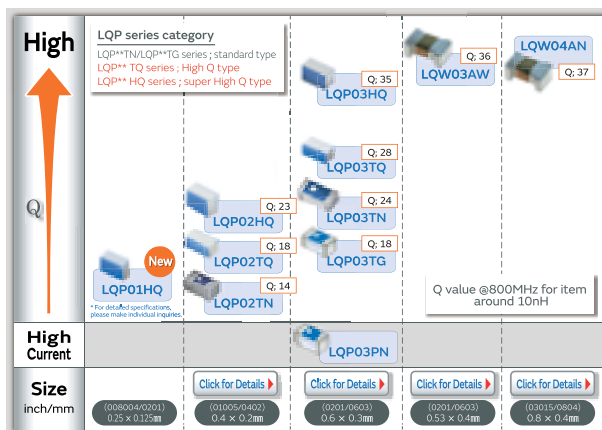 High
LQP series category
LQP**TN/LQP**TG series ; standard type
LQP** TQ series ; High Q type
LQP** HQ series ; super High Q type
Q; 35
LQP03HQ
Q; 36
LQW03AW
LQW04AN
Q; 37
Q; 28
LQP03TQ
Q
Q; 23
LQP02HQ
Q; 24
LQP03TN
New
LQP01HQ
* For detailed specifications,
please make individual inquiries.
Q; 18
LQP02TQ
Q; 18
LQP03TG
Q; 14
LQP02TN
Q value @800MHz for item
around 10nH
High
Current
LQP03PN
Size
inch/mm
Click for Details
Click for Details
Click for Details
Click for Details
(008004/0201)
0.25 × 0.125mm
(01005/0402)
0.4 × 0.2mm
(0201/0603)
0.6 × 0.3mm
(0201/0603)
0.53 × 0.4mm
(03015/0804)
0.8 × 0.4mm